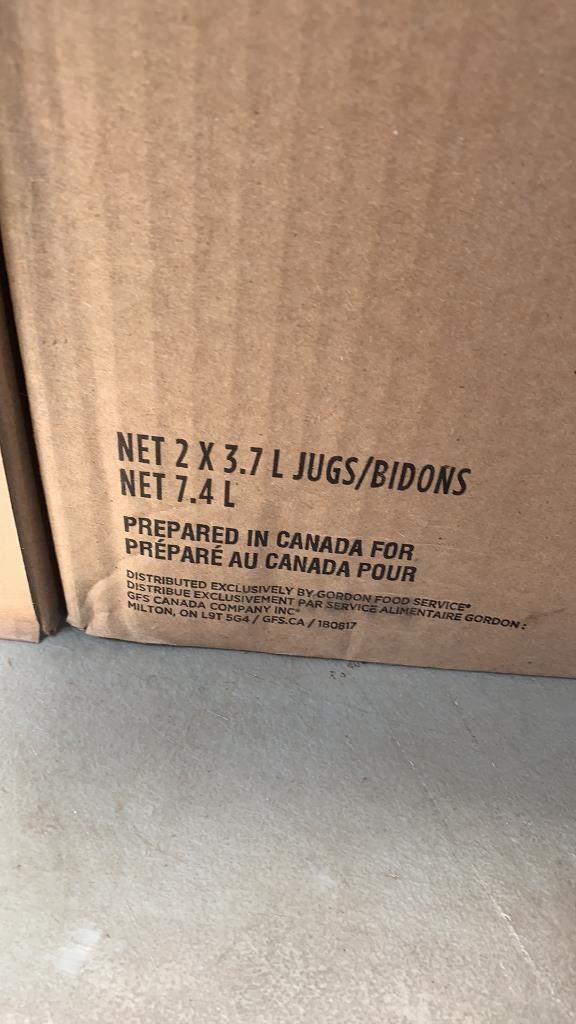 NET 2 X 3.7 L JUGS/BIDONS
NET 7.4 L
PREPARED IN CANADA FOR
PRÉPARÉ AU CANADA POUR
DISTRIBUTED EXCLUSIVELY BY GORDON FOOD SERVICE®
DISTRIBUE EXCLUSIVEMENT PAR SERVICE ALIMENTAIRE GORDON:
GFS CANADA COMPANY INC®
MILTON, ON L9T 5G4 / GFS.CA / 180817